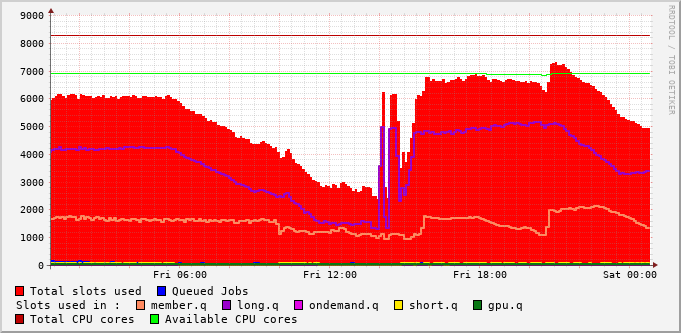 9000
8000
7000
6000
5000
4000
3000
2000
1000
0
Fri 06:00 Fri 12:00 Fri 18:00 Sat 00:00
RRDTOOL / TOBI OETIKER
Total slots used Queued Jobs
Slots used in : member.q long.q ondemand.q short.q gpu.q
Total CPU cores Available CPU cores